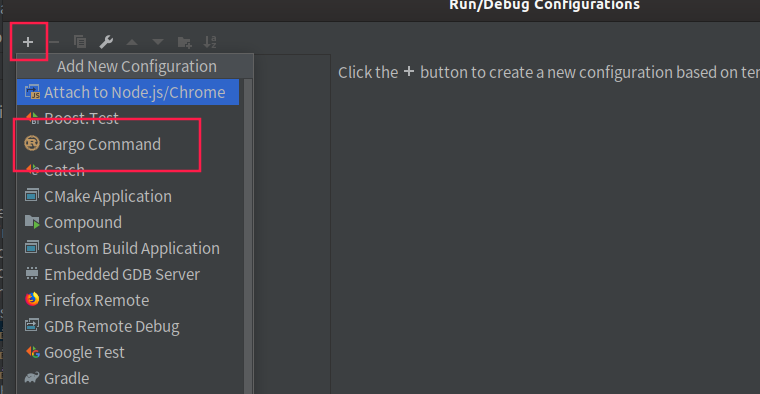 Run/Debug Configurations
Add New Configuration
Click the + button to create a new configuration based on
Attach to Node.js/Chrome
Boost.Test
Cargo Command
Catch
CMake Application
Compound
Custom Build Application
Embedded GDB Server
Firefox Remote
GDB Remote Debug
Google Test
Gradle